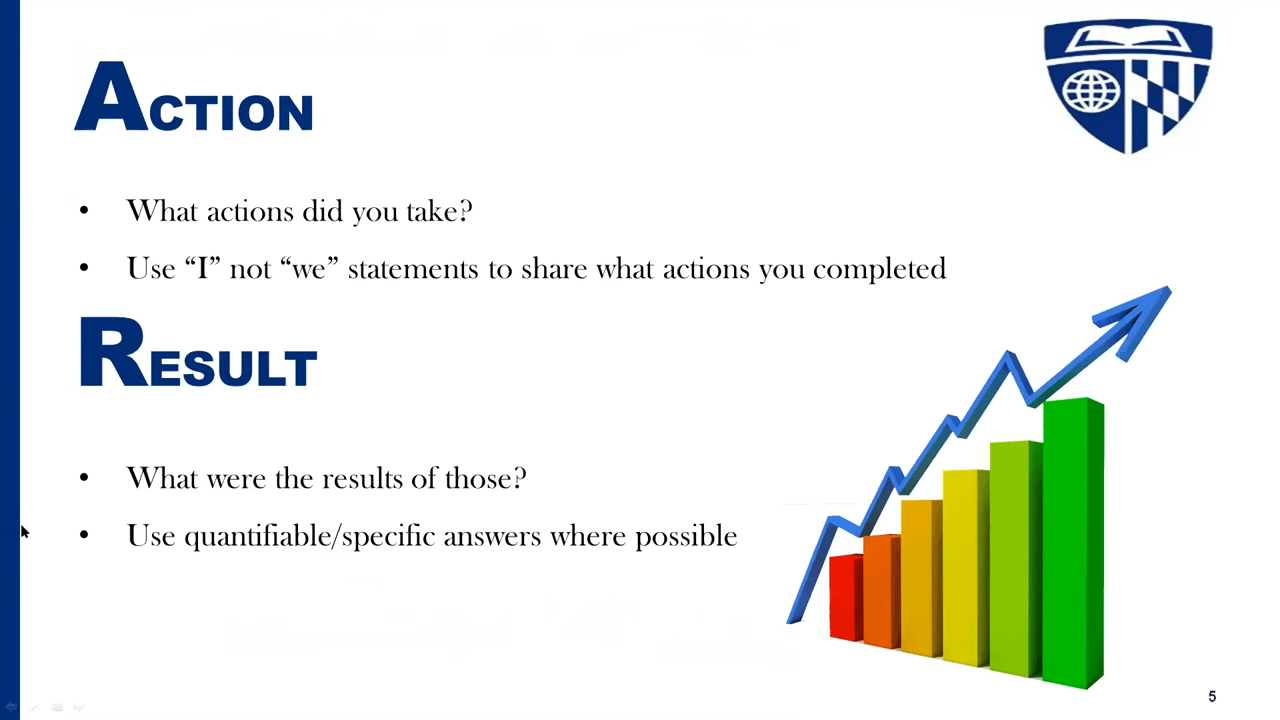 ACTION
• What actions did you take?
• Use “I” not “we” statements to share what actions you completed
RESULT
• What were the results of those?
• Use quantifiable/specific answers where possible
5